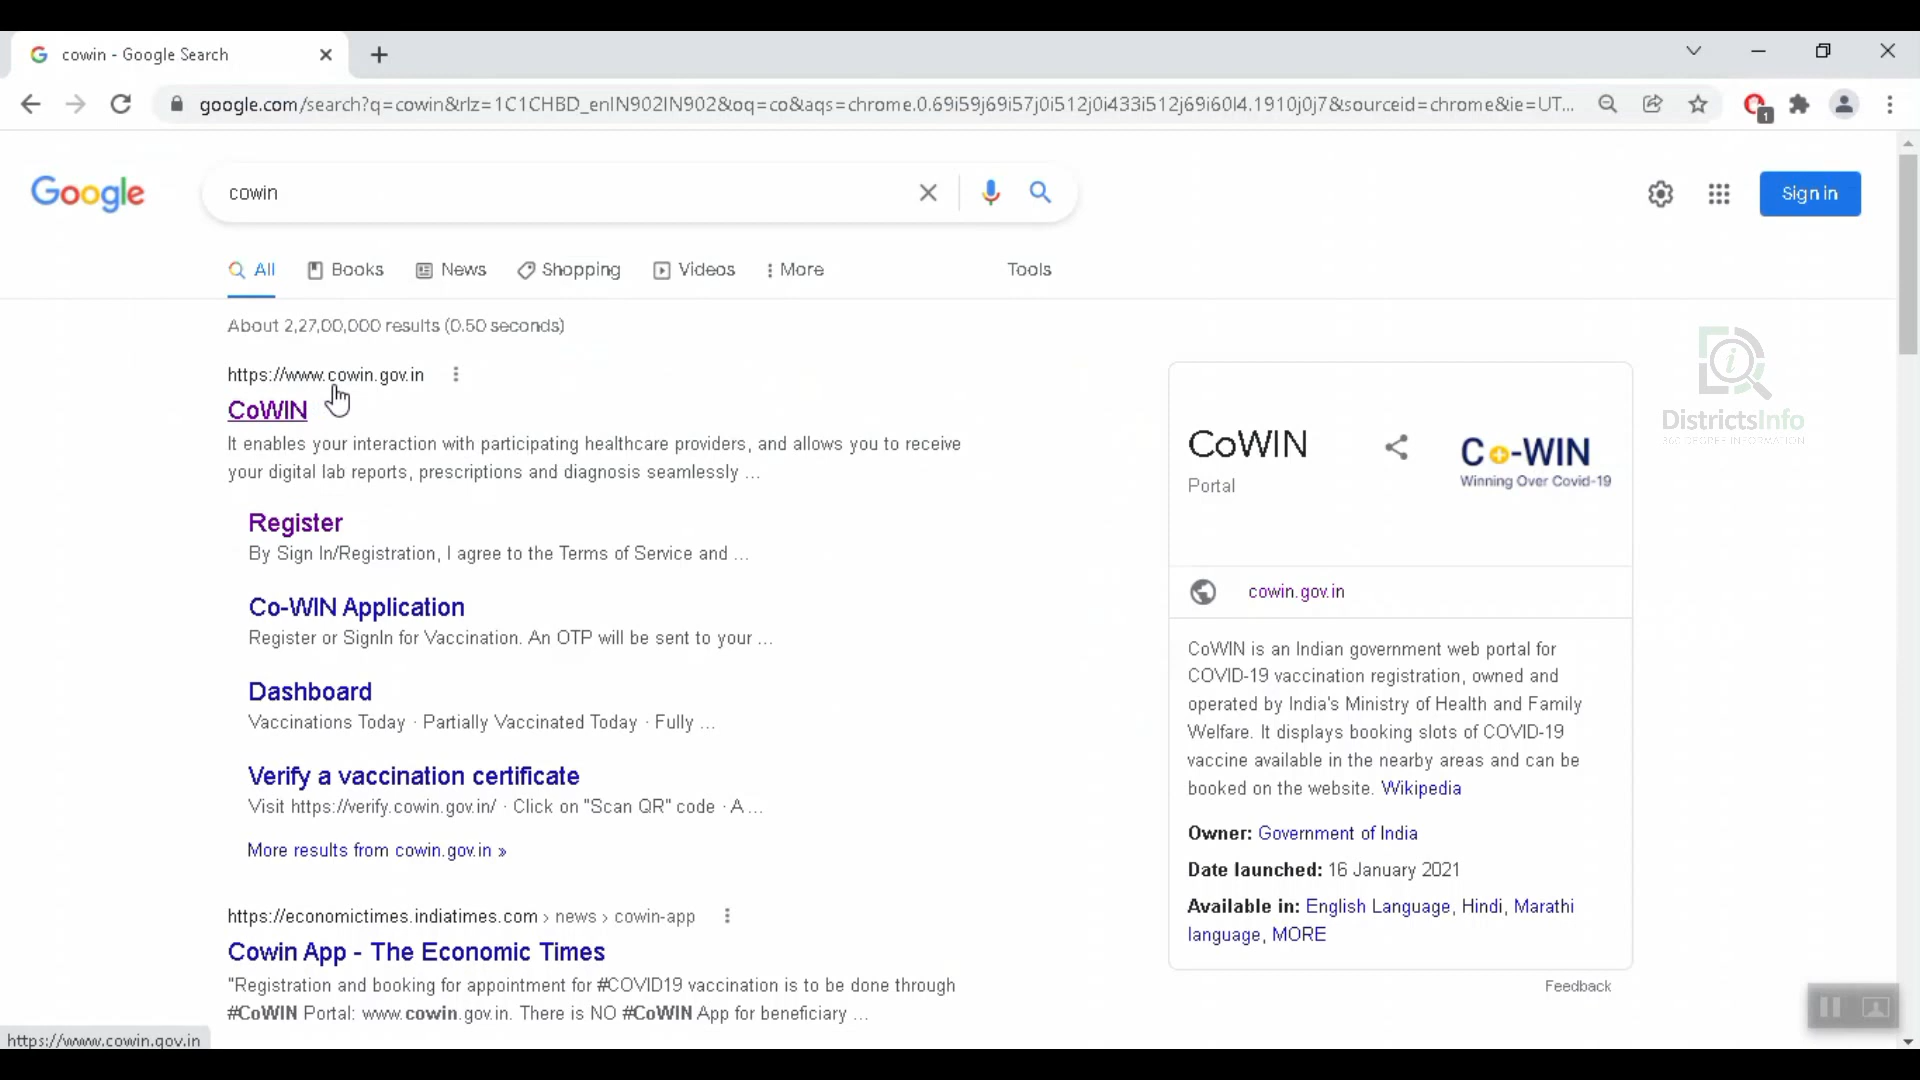 cowin - Google Search
google.com/search?q=cowin&rlz=1C1CHBD_enIN902IN902&oq=co&aqs=chrome.0.69i59j69i57j0i512j0i433i512j69i60l4.1910j0j7&sourceid=chrome&ie=UT...
1
Google
cowin
Sign in
All
Books
News
Shopping
Videos
More
Tools
About 2,27,00,000 results (0.50 seconds)
https://www.cowin.gov.in
CoWIN
It enables your interaction with participating healthcare providers, and allows you to receive
your digital lab reports, prescriptions and diagnosis seamlessly ...
Register
By Sign In/Registration, I agree to the Terms of Service and ...
Co-WIN Application
Register or SignIn for Vaccination. An OTP will be sent to your ...
Dashboard
Vaccinations Today · Partially Vaccinated Today · Fully ...
Verify a vaccination certificate
Visit https://verify.cowin.gov.in/ · Click on "Scan QR" code · A ...
More results from cowin.gov.in »
https://economictimes.indiatimes.com › news › cowin-app
Cowin App - The Economic Times
"Registration and booking for appointment for #COVID19 vaccination is to be done through
#CoWIN Portal: www.cowin.gov.in. There is NO #CoWIN App for beneficiary ...
https://www.cowin.gov.in
DistrictsInfo
360 DEGREE INFORMATION
CoWIN
Portal
Co-WIN
Winning Over Covid-19
cowin.gov.in
CoWIN is an Indian government web portal for
COVID-19 vaccination registration, owned and
operated by India's Ministry of Health and Family
Welfare. It displays booking slots of COVID-19
vaccine available in the nearby areas and can be
booked on the website. Wikipedia
Owner: Government of India
Date launched: 16 January 2021
Available in: English Language, Hindi, Marathi
language, MORE
Feedback